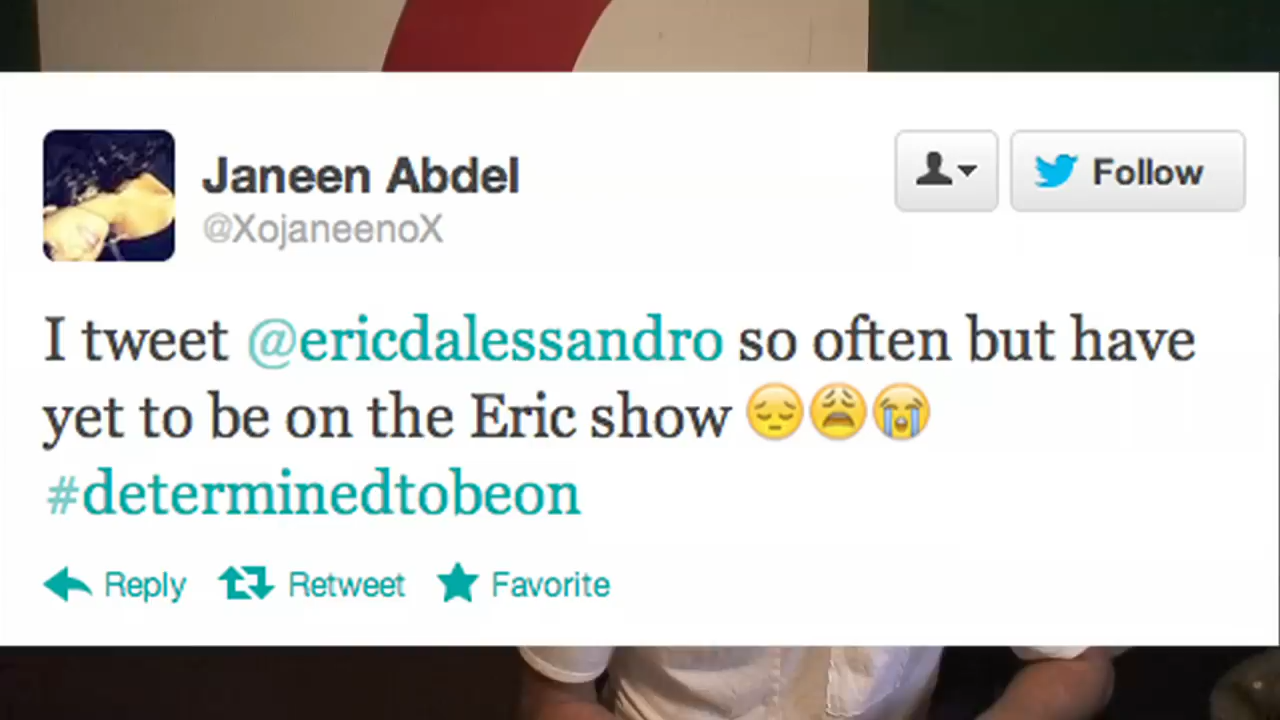 Janeen Abdel
@XojaneenoX
Follow
I tweet @ericdalessandro so often but have
yet to be on the Eric show 😔😩😭
#determinedtobeon
Reply Retweet Favorite